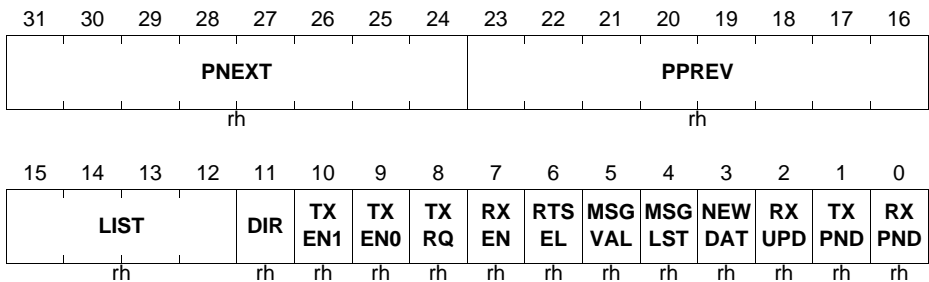 31 30 29 28 27 26 25 24 23 22 21 20 19 18 17 16
PNEXT PPREV
rh rh
15 14 13 12 11 10 9 8 7 6 5 4 3 2 1 0
LIST DIR TX EN1 TX EN0 TX RQ RX EN RTS EL MSG VAL MSG LST NEW DAT RX UPD TX PND RX PND
rh rh rh rh rh rh rh rh rh rh rh rh rh